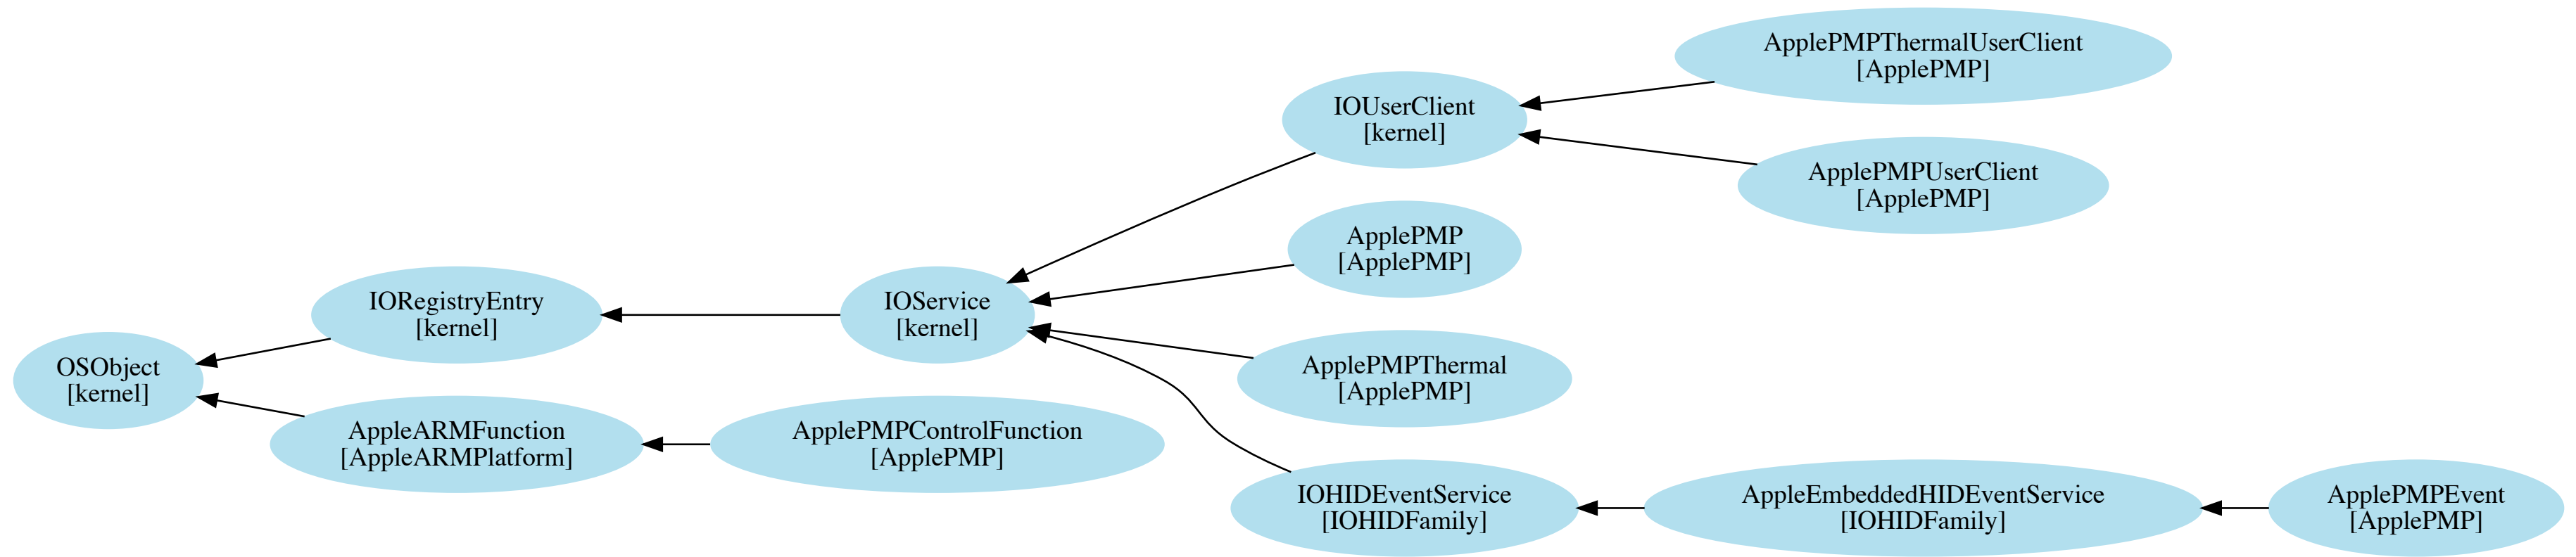 ApplePMPThermalUserClient
[ApplePMP]
IOUserClient
[kernel]
ApplePMPUserClient
[ApplePMP]
ApplePMP
[ApplePMP]
IORegistryEntry
[kernel]
IOService
[kernel]
OSObject
[kernel]
ApplePMPThermal
[ApplePMP]
AppleARMFunction
[AppleARMPlatform]
ApplePMPControlFunction
[ApplePMP]
IOHIDEventService
[IOHIDFamily]
AppleEmbeddedHIDEventService
[IOHIDFamily]
ApplePMPEvent
[ApplePMP]